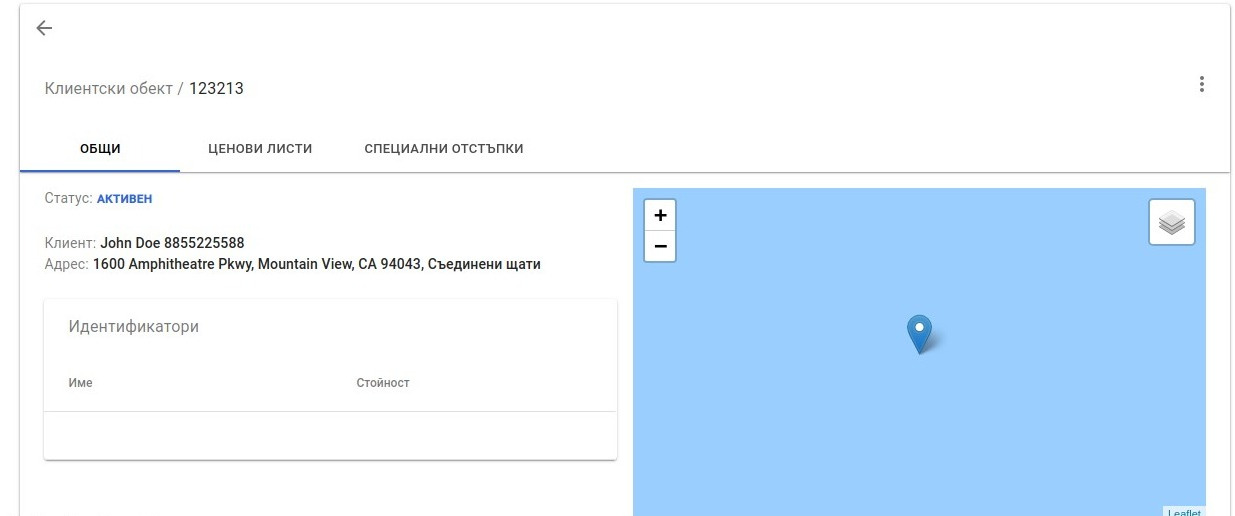 Клиентски обект / 123213
ОБЩИ ЦЕНОВИ ЛИСТИ СПЕЦИАЛНИ ОТСТЪПКИ
Статус: АКТИВЕН
Клиент: John Doe 8855225588
Адрес: 1600 Amphitheatre Pkwy, Mountain View, CA 94043, Съединени щати
Идентификатори
Име Стойност
+
−
Leaflet